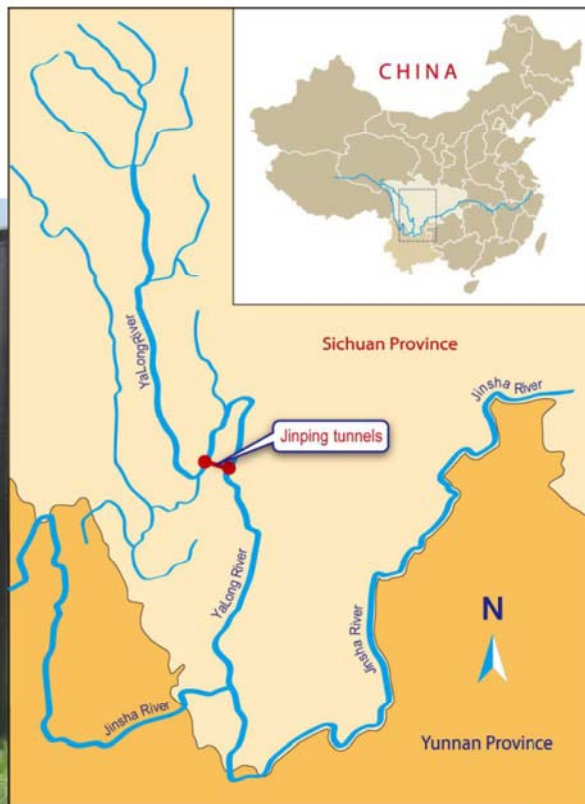 CHINA
Sichuan Province
YaLongRiver
Jinsha River
Jinping tunnels
YaLong River
Jinsha River
Jinsha River
N
Yunnan Province